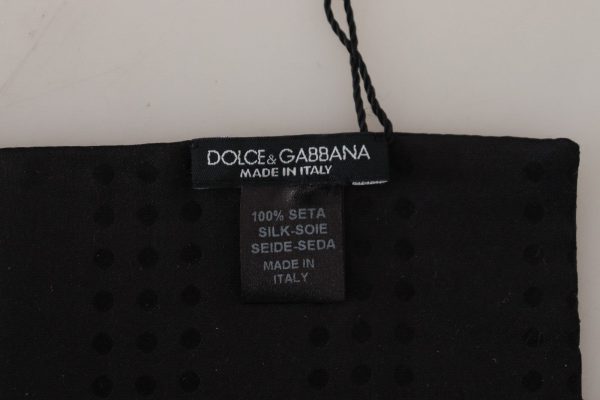 DOLCE & GABBANA
MADE IN ITALY
100% SETA
SILK-SOIE
SEIDE-SEDA
MADE IN
ITALY